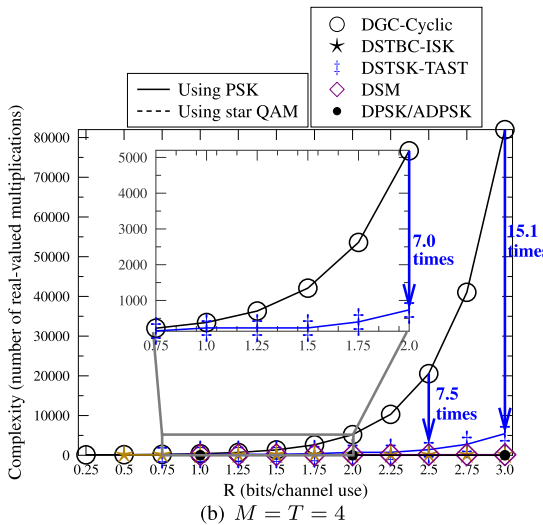 DGC-Cyclic
DSTBC-ISK
DSTSK-TAST
DSM
DPSK/ADPSK
Using PSK
Using star QAM
Complexity (number of real-valued multiplications)
80000
70000
60000
50000
40000
30000
20000
10000
0
5000
4000
3000
2000
1000
0.75 1.0 1.25 1.5 1.75 2.0
7.0
times
15.1
times
7.5
times
0.25 0.5 0.75 1.0 1.25 1.5 1.75 2.0 2.25 2.5 2.75 3.0
R (bits/channel use)
(b) M = T = 4